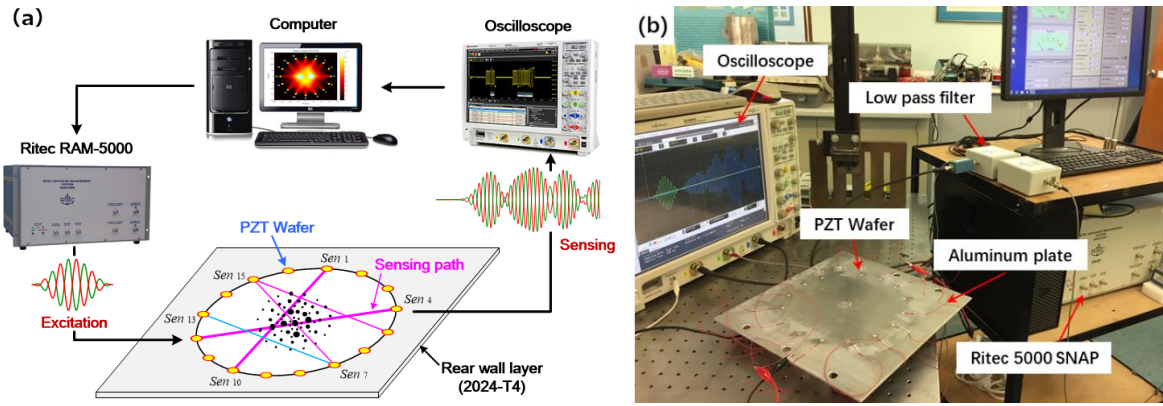 (a)
Computer
Oscilloscope
Ritec RAM-5000
PZT Wafer
Sen 1
Sen 15
Sensing path
Sen 4
Sensing
Excitation
Sen 13
Sen 10
Sen 7
Rear wall layer
(2024-T4)
(b)
Oscilloscope
Low pass filter
PZT Wafer
Aluminum plate
Ritec 5000 SNAP